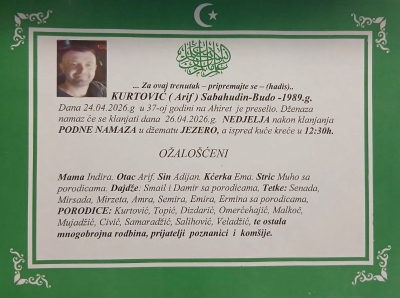 ... Za ovaj trenutak – pripremajte se – (hadis)..
KURTOVIĆ ( Arif ) Sabahudin-Budo -1989.g.
Dana 24.04.2026.g u 37-oj godini na Ahiret je preselio. Dženaza
namaz će se klanjati dana 26.04.2026.g. NEDJELJA nakon klanjanja
PODNE NAMAZA u džematu JEZERO, a ispred kuće kreće u 12:30h.
OŽALOŠĆENI
Mama Indira. Otac Arif. Sin Adijan. Kćerka Ema. Stric Muho sa
porodicama. Dajdže: Smail i Damir sa porodicama, Tetke: Senada,
Mirsada, Mirzeta, Amra, Semira, Emira, Ermina sa porodicama,
PORODICE: Kurtović, Topić, Dizdarić, Omerćehajić, Malkoč,
Mujadžić, Civić, Samaradžić, Salihović, Veladžić, te ostala
mnogobrojna rodbina, prijatelji poznanici i komšije.